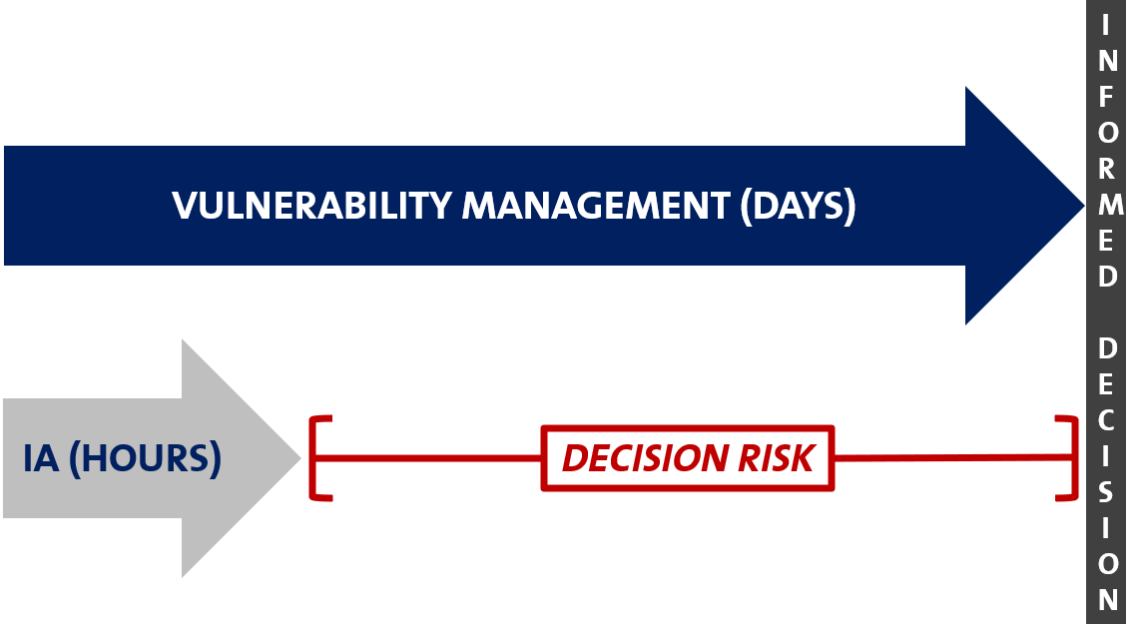 VULNERABILITY MANAGEMENT (DAYS)
IA (HOURS)
DECISION RISK
INFORMED DECISION